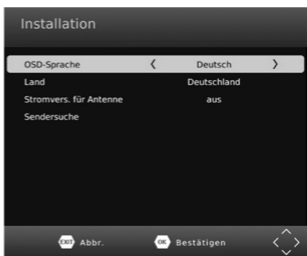 Installation
OSD-Sprache < Deutsch >
Land Deutschland
Stromvers. für Antenne aus
Sendersuche
EXIT Abbr. OK Bestätigen